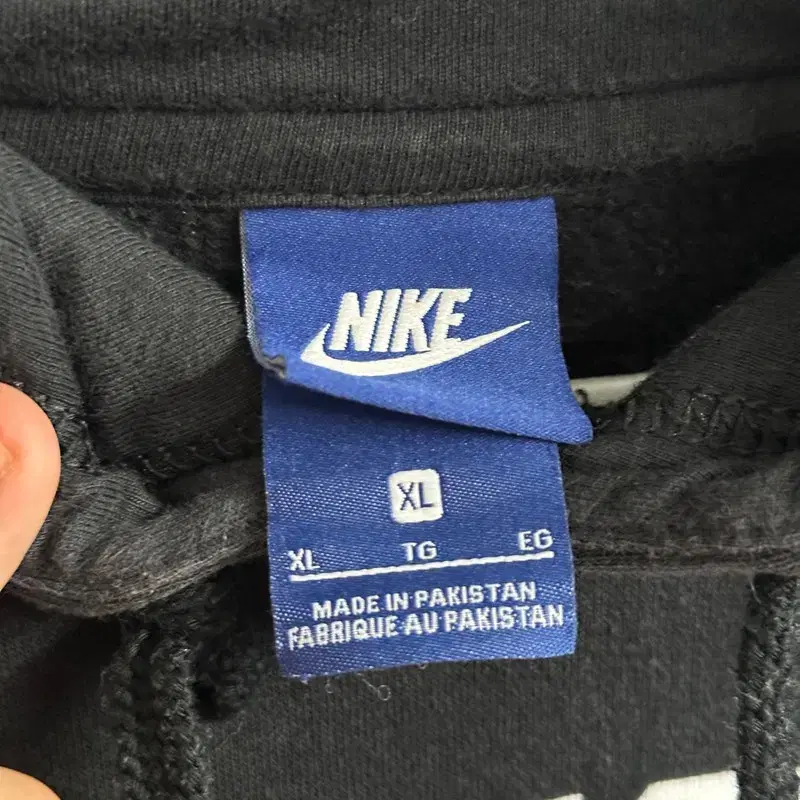 NIKE
XL
XL TG EG
MADE IN PAKISTAN
FABRIQUE AU PAKISTAN